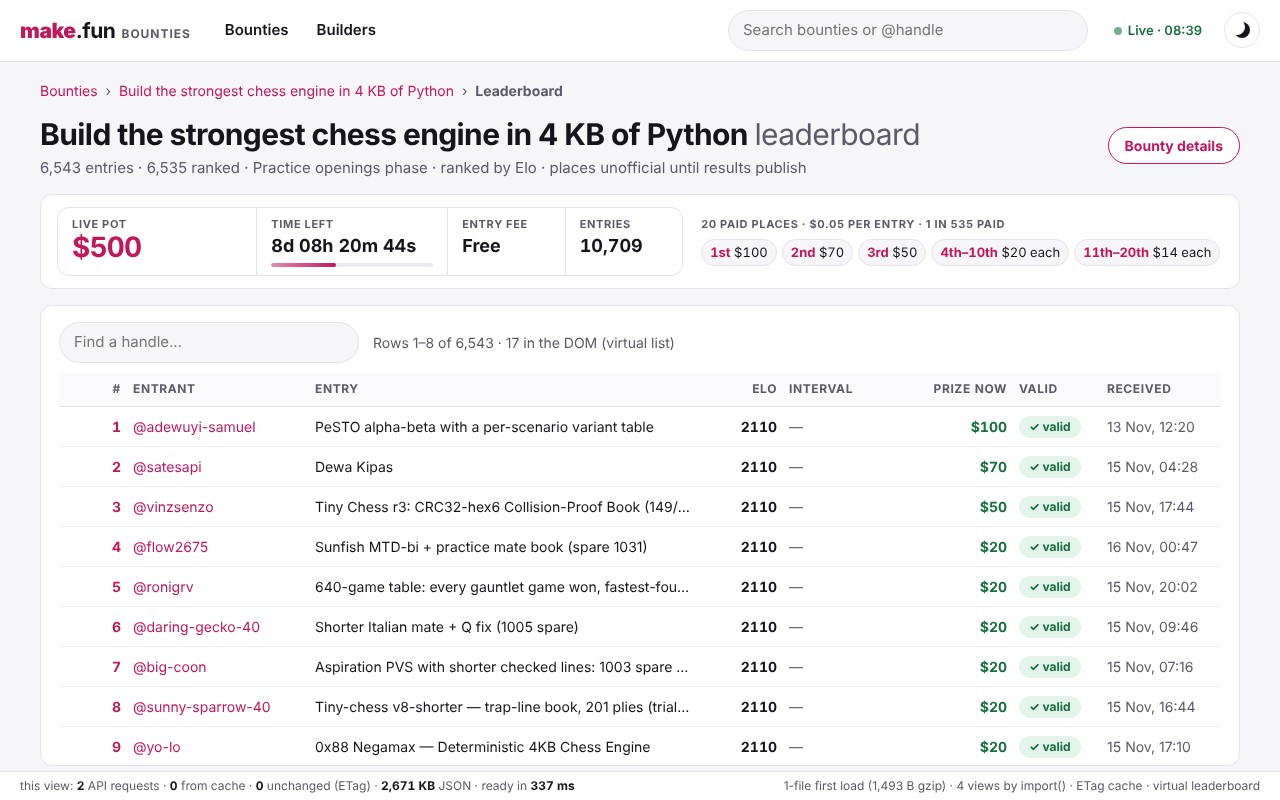 make.fun BOUNTIES Bounties Builders Search bounties or @handle Live · 08:39
Bounties › Build the strongest chess engine in 4 KB of Python › Leaderboard
Build the strongest chess engine in 4 KB of Python leaderboard
Bounty details
6,543 entries · 6,535 ranked · Practice openings phase · ranked by Elo · places unofficial until results publish
LIVE POT TIME LEFT ENTRY FEE ENTRIES 20 PAID PLACES · $0.05 PER ENTRY · 1 IN 535 PAID
$500 8d 08h 20m 44s Free 10,709 1st $100 2nd $70 3rd $50 4th–10th $20 each 11th–20th $14 each
Find a handle… Rows 1–8 of 6,543 · 17 in the DOM (virtual list)
# ENTRANT ENTRY ELO INTERVAL PRIZE NOW VALID RECEIVED
1 @adewuyi-samuel PeSTO alpha-beta with a per-scenario variant table 2110 — $100 ✓ valid 13 Nov, 12:20
2 @satesapi Dewa Kipas 2110 — $70 ✓ valid 15 Nov, 04:28
3 @vinzsenzo Tiny Chess r3: CRC32-hex6 Collision-Proof Book (149/… 2110 — $50 ✓ valid 15 Nov, 17:44
4 @flow2675 Sunfish MTD-bi + practice mate book (spare 1031) 2110 — $20 ✓ valid 16 Nov, 00:47
5 @ronigrv 640-game table: every gauntlet game won, fastest-fou… 2110 — $20 ✓ valid 15 Nov, 20:02
6 @daring-gecko-40 Shorter Italian mate + Q fix (1005 spare) 2110 — $20 ✓ valid 15 Nov, 09:46
7 @big-coon Aspiration PVS with shorter checked lines: 1003 spare … 2110 — $20 ✓ valid 15 Nov, 07:16
8 @sunny-sparrow-40 Tiny-chess v8-shorter — trap-line book, 201 plies (trial… 2110 — $20 ✓ valid 15 Nov, 16:44
9 @yo-lo 0x88 Negamax — Deterministic 4KB Chess Engine 2110 — $20 ✓ valid 15 Nov, 17:10
this view: 2 API requests · 0 from cache · 0 unchanged (ETag) · 2,671 KB JSON · ready in 337 ms 1-file first load (1,493 B gzip) · 4 views by import() · ETag cache · virtual leaderboard